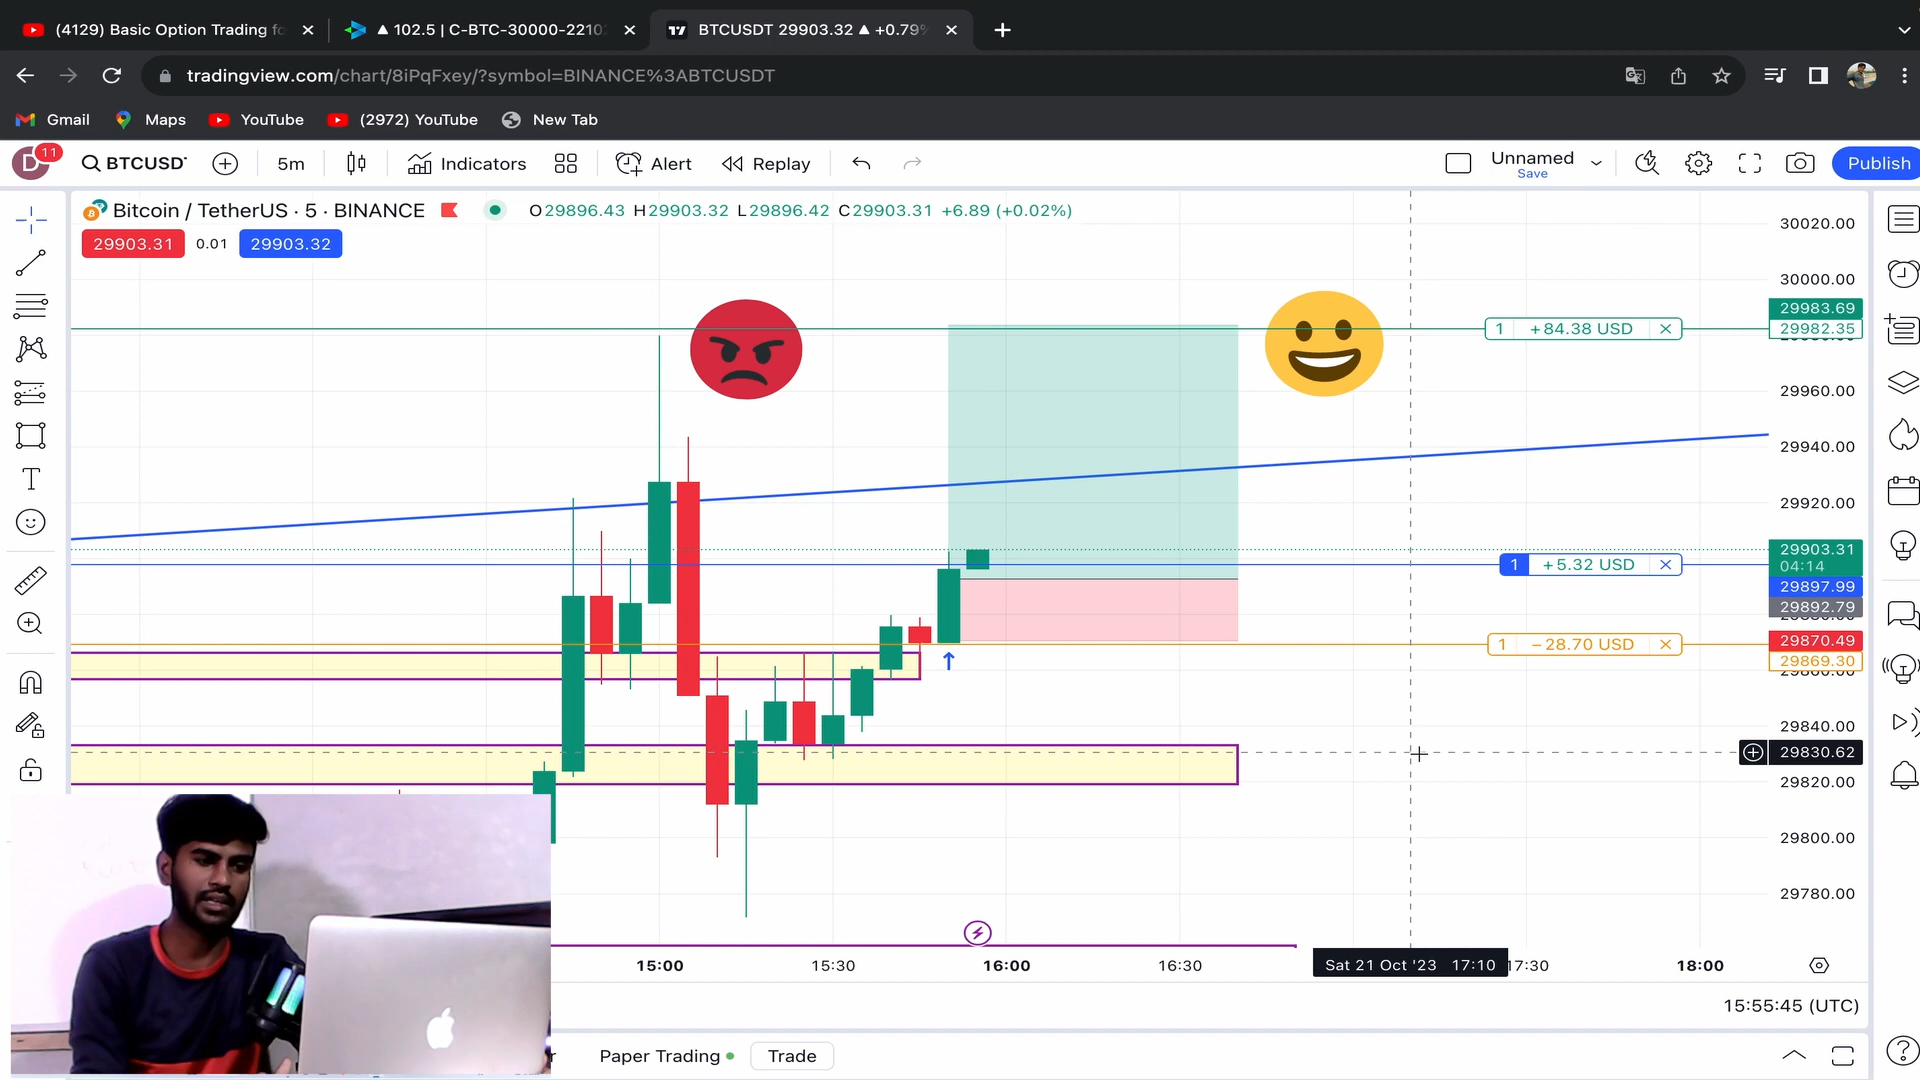 (4129) Basic Option Trading fo
▲ 102.5 | C-BTC-30000-2210
BTCUSDT 29903.32 ▲ +0.79%
tradingview.com/chart/8iPqFxey/?symbol=BINANCE%3ABTCUSDT
Gmail
Maps
YouTube
(2972) YouTube
New Tab
D
11
BTCUSDT
5m
Indicators
Alert
Replay
Unnamed
Save
Publish
Bitcoin / TetherUS · 5 · BINANCE
O29896.43 H29903.32 L29896.42 C29903.31 +6.89 (+0.02%)
29903.31
0.01
29903.32
30020.00
30000.00
29983.69
1 +84.38 USD
29982.35
29960.00
29940.00
29920.00
29903.31
04:14
1 +5.32 USD
29897.99
29892.79
29870.49
1 −28.70 USD
29869.30
29840.00
29830.62
29820.00
29800.00
29780.00
15:00
15:30
16:00
16:30
Sat 21 Oct '23 17:10
17:30
18:00
15:55:45 (UTC)
Paper Trading
Trade